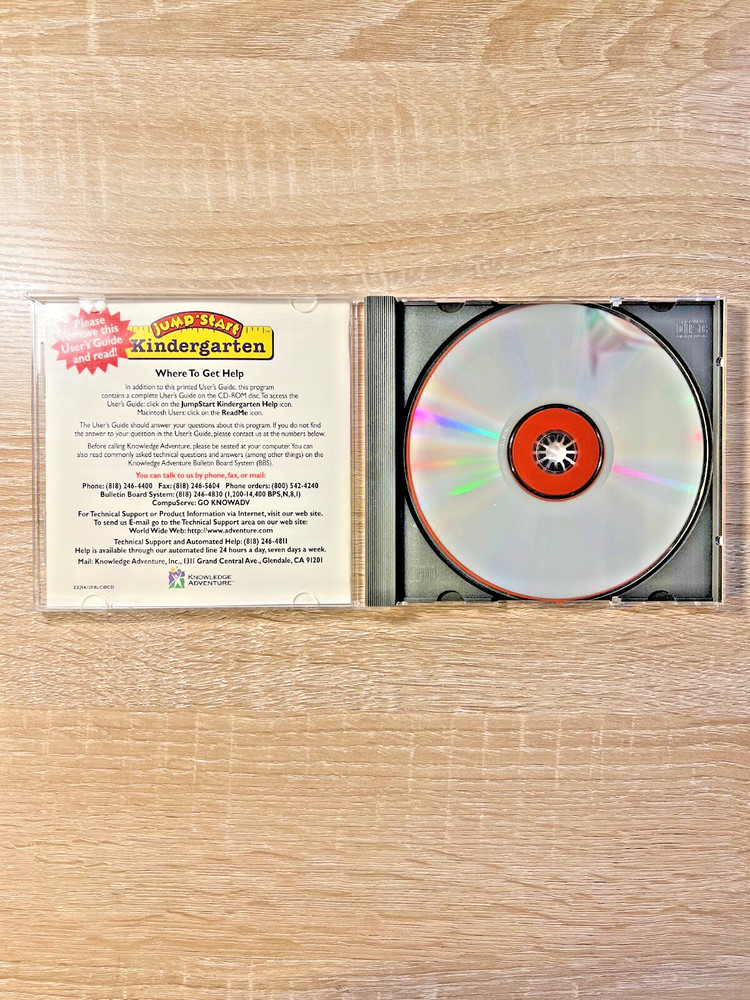 Please
remove this
User's Guide
and read!
Jump Start
Kindergarten
Where To Get Help
In addition to this printed User's Guide, this program
contains a complete User's Guide on the CD-ROM disc. To access the
User's Guide: click on the JumpStart Kindergarten Help icon.
Macintosh Users: click on the ReadMe icon.
The User's Guide should answer your questions about this program. If you do not find
the answer to your question in the User's Guide, please contact us at the numbers below.
Before calling Knowledge Adventure, please be seated at your computer. You can
also read commonly asked technical questions and answers (among other things) on the
Knowledge Adventure Bulletin Board System (BBS).
You can talk to us by phone, fax, or mail:
Phone: (818) 246-4400 Fax: (818) 246-5604 Phone orders: (800) 542-4240
Bulletin Board System: (818) 246-4830 (1,200-14,400 BPS,N,8,1)
CompuServe: GO KNOWADV
For Technical Support or Product Information via Internet, visit our web site.
To send us E-mail go to the Technical Support area on our web site:
World Wide Web: http://www.adventure.com
Technical Support and Automated Help: (818) 246-4811
Help is available through our automated line 24 hours a day, seven days a week.
Mail: Knowledge Adventure, Inc., 1311 Grand Central Ave., Glendale, CA 91201
KNOWLEDGE
ADVENTURE™
disc